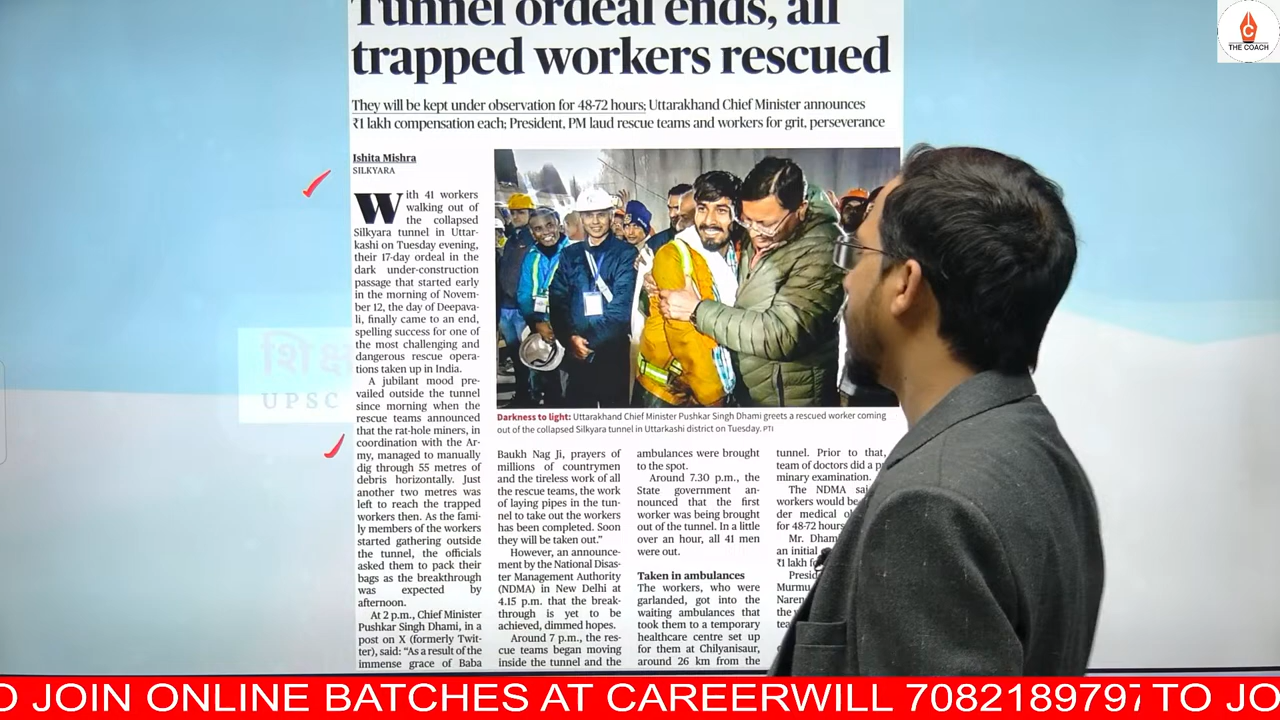 Tunnel ordeal ends, all
trapped workers rescued
They will be kept under observation for 48-72 hours; Uttarakhand Chief Minister announces
₹1 lakh compensation each; President, PM laud rescue teams and workers for grit, perseverance
Ishita Mishra
SILKYARA
With 41 workers
walking out of
the collapsed
Silkyara tunnel in Uttar-
kashi on Tuesday evening,
their 17-day ordeal in the
dark under-construction
passage that started early
in the morning of Novem-
ber 12, the day of Deepava-
li, finally came to an end,
spelling success for one of
the most challenging and
dangerous rescue opera-
tions taken up in India.
A jubilant mood pre-
vailed outside the tunnel
since morning when the
rescue teams announced
that the rat-hole miners, in
coordination with the Ar-
my, managed to manually
dig through 55 metres of
debris horizontally. Just
another two metres was
left to reach the trapped
workers then. As the fami-
ly members of the workers
started gathering outside
the tunnel, the officials
asked them to pack their
bags as the breakthrough
was expected by
afternoon.
At 2 p.m., Chief Minister
Pushkar Singh Dhami, in a
post on X (formerly Twit-
ter), said: “As a result of the
immense grace of Baba
Darkness to light: Uttarakhand Chief Minister Pushkar Singh Dhami greets a rescued worker coming
out of the collapsed Silkyara tunnel in Uttarkashi district on Tuesday. PTI
Baukh Nag Ji, prayers of
millions of countrymen
and the tireless work of all
the rescue teams, the work
of laying pipes in the tun-
nel to take out the workers
has been completed. Soon
they will be taken out.”
However, an announce-
ment by the National Disas-
ter Management Authority
(NDMA) in New Delhi at
4.15 p.m. that the break-
through is yet to be
achieved, dimmed hopes.
Around 7 p.m., the res-
cue teams began moving
inside the tunnel and the
ambulances were brought
to the spot.
Around 7.30 p.m., the
State government an-
nounced that the first
worker was being brought
out of the tunnel. In a little
over an hour, all 41 men
were out.
Taken in ambulances
The workers, who were
garlanded, got into the
waiting ambulances that
took them to a temporary
healthcare centre set up
for them at Chilyanisaur,
around 26 km from the
tunnel. Prior to that,
team of doctors did a
minary examination.
The NDMA
workers would be
der medical
for 48-72 hours
Mr.
an initial
₹1 lakh
Murmu
the
शिक्ष
UPSC
C
THE COACH
O JOIN ONLINE BATCHES AT CAREERWILL 7082189797 TO JO